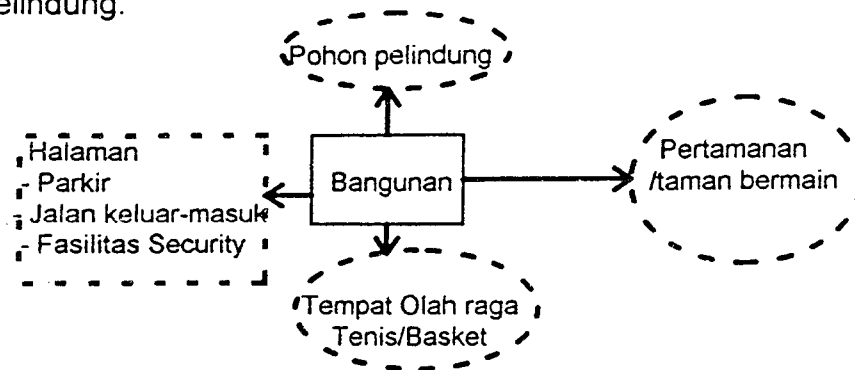 elindung.
Pohon pelindung
Halaman
- Parkir
- Jalan keluar-masuk
- Fasilitas Security
Bangunan
Pertamanan
/taman bermain
Tempat Olah raga
Tenis/Basket